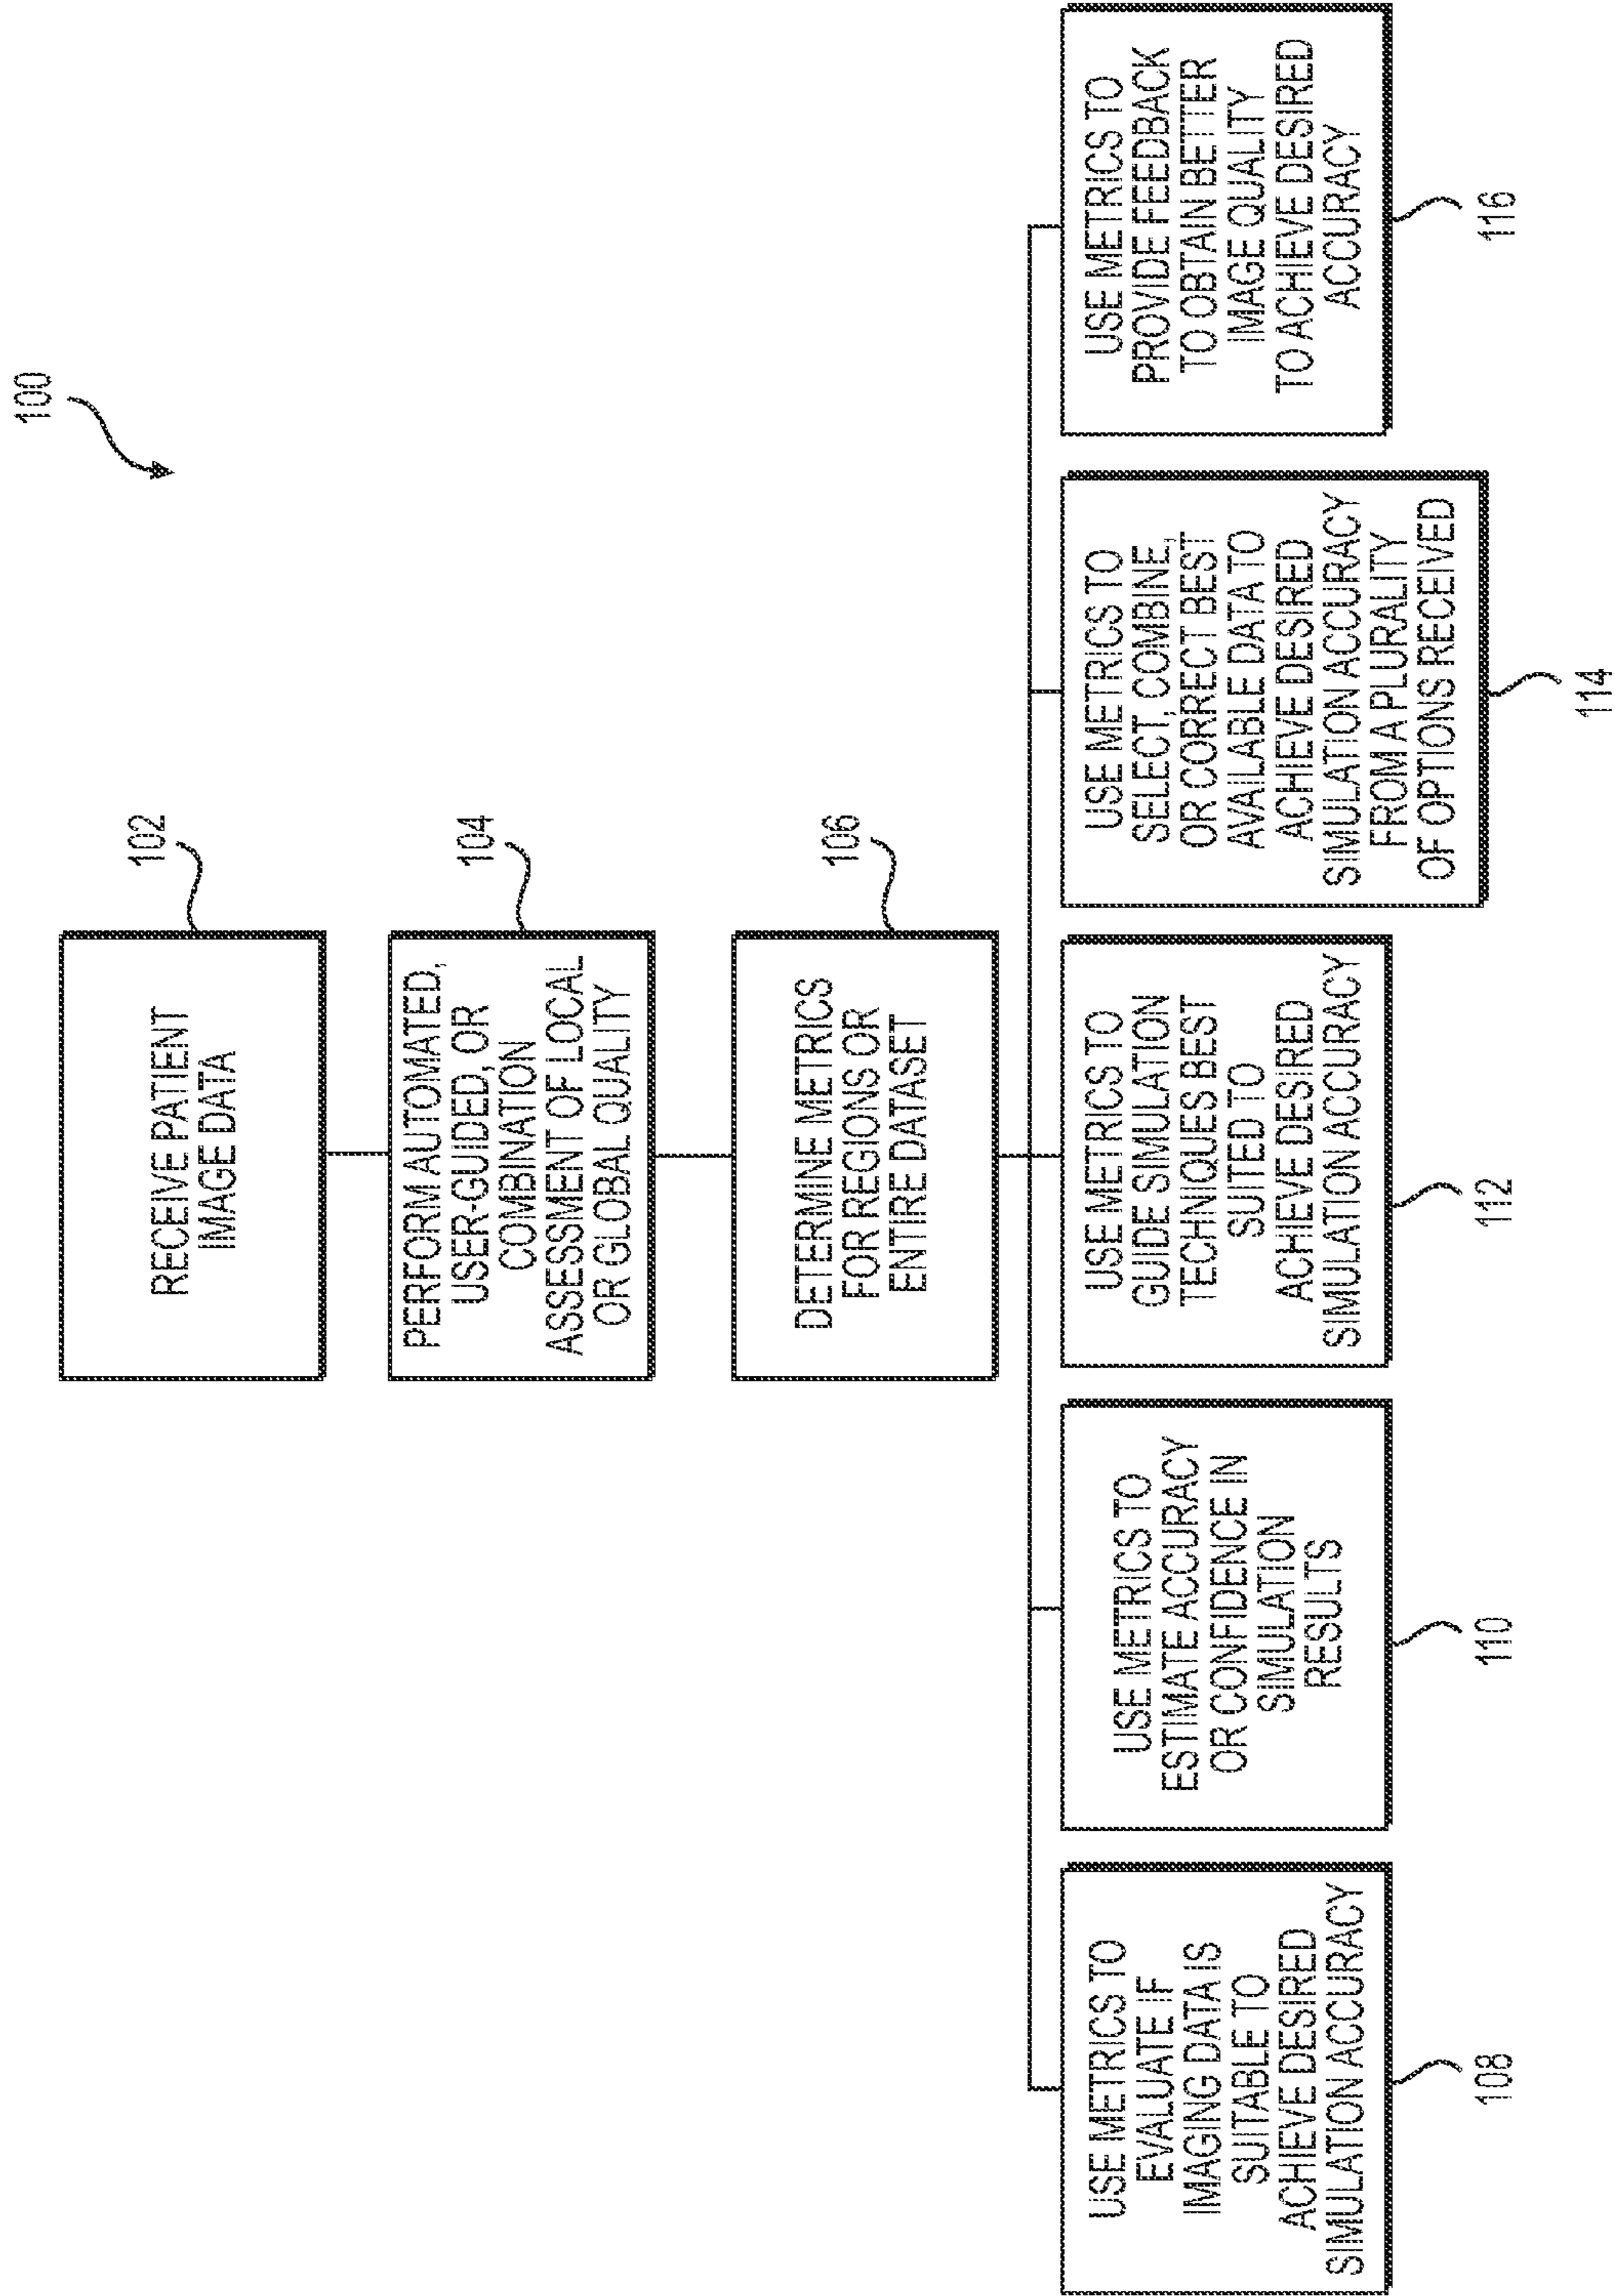 100
RECEIVE PATIENT
IMAGE DATA
102
PERFORM AUTOMATED,
USER-GUIDED, OR
COMBINATION
ASSESSMENT OF LOCAL
OR GLOBAL QUALITY
104
DETERMINE METRICS
FOR REGIONS OR
ENTIRE DATASET
106
USE METRICS TO
EVALUATE IF
IMAGING DATA IS
SUITABLE TO
ACHIEVE DESIRED
SIMULATION ACCURACY
108
USE METRICS TO
ESTIMATE ACCURACY
OR CONFIDENCE IN
SIMULATION
RESULTS
110
USE METRICS TO
GUIDE SIMULATION
TECHNIQUES BEST
SUITED TO
ACHIEVE DESIRED
SIMULATION ACCURACY
112
USE METRICS TO
SELECT, COMBINE,
OR CORRECT BEST
AVAILABLE DATA TO
ACHIEVE DESIRED
SIMULATION ACCURACY
FROM A PLURALITY
OF OPTIONS RECEIVED
114
USE METRICS TO
PROVIDE FEEDBACK
TO OBTAIN BETTER
IMAGE QUALITY
TO ACHIEVE DESIRED
ACCURACY
116